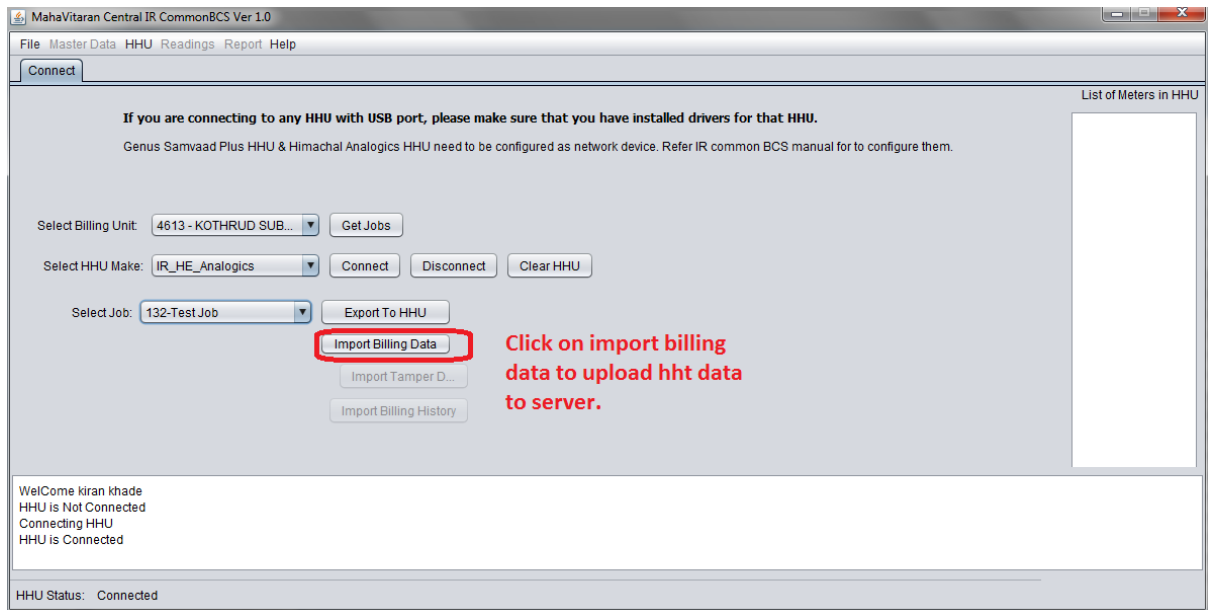 MahaVitaran Central IR CommonBCS Ver 1.0
File Master Data HHU Readings Report Help
Connect
List of Meters in HHU
If you are connecting to any HHU with USB port, please make sure that you have installed drivers for that HHU.
Genus Samvaad Plus HHU & Himachal Analogics HHU need to be configured as network device. Refer IR common BCS manual for to configure them.
Select Billing Unit: 4613 - KOTHRUD SUB... Get Jobs
Select HHU Make: IR_HE_Analogics Connect Disconnect Clear HHU
Select Job: 132-Test Job Export To HHU
Import Billing Data
Import Tamper D...
Import Billing History
Click on import billing
data to upload hht data
to server.
WelCome kiran khade
HHU is Not Connected
Connecting HHU
HHU is Connected
HHU Status: Connected